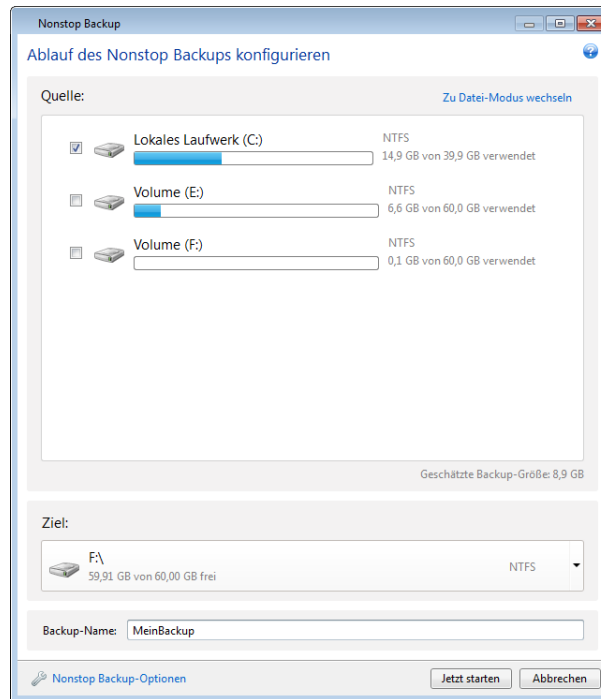 Nonstop Backup
Ablauf des Nonstop Backups konfigurieren
Quelle:
Zu Datei-Modus wechseln
Lokales Laufwerk (C:)
NTFS
14,9 GB von 39,9 GB verwendet
Volume (E:)
NTFS
6,6 GB von 60,0 GB verwendet
Volume (F:)
NTFS
0,1 GB von 60,0 GB verwendet
Geschätzte Backup-Größe: 8,9 GB
Ziel:
F:\
NTFS
59,91 GB von 60,00 GB frei
Backup-Name: MeinBackup
Nonstop Backup-Optionen
Jetzt starten
Abbrechen